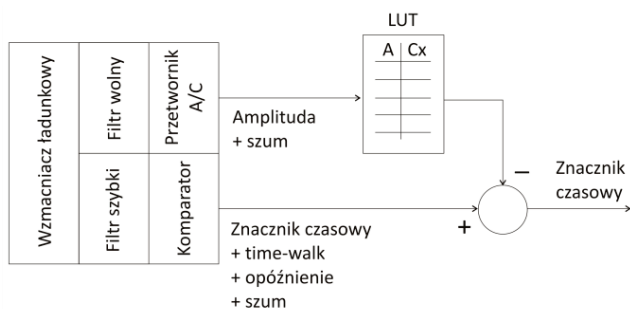 Wzmacniacz ładunkowy
Filtr wolny
Przetwornik
A/C
Filtr szybki
Komparator
Amplituda
+ szum
LUT
A Cx
Znacznik czasowy
+ time-walk
+ opóźnienie
+ szum
−
+
Znacznik
czasowy